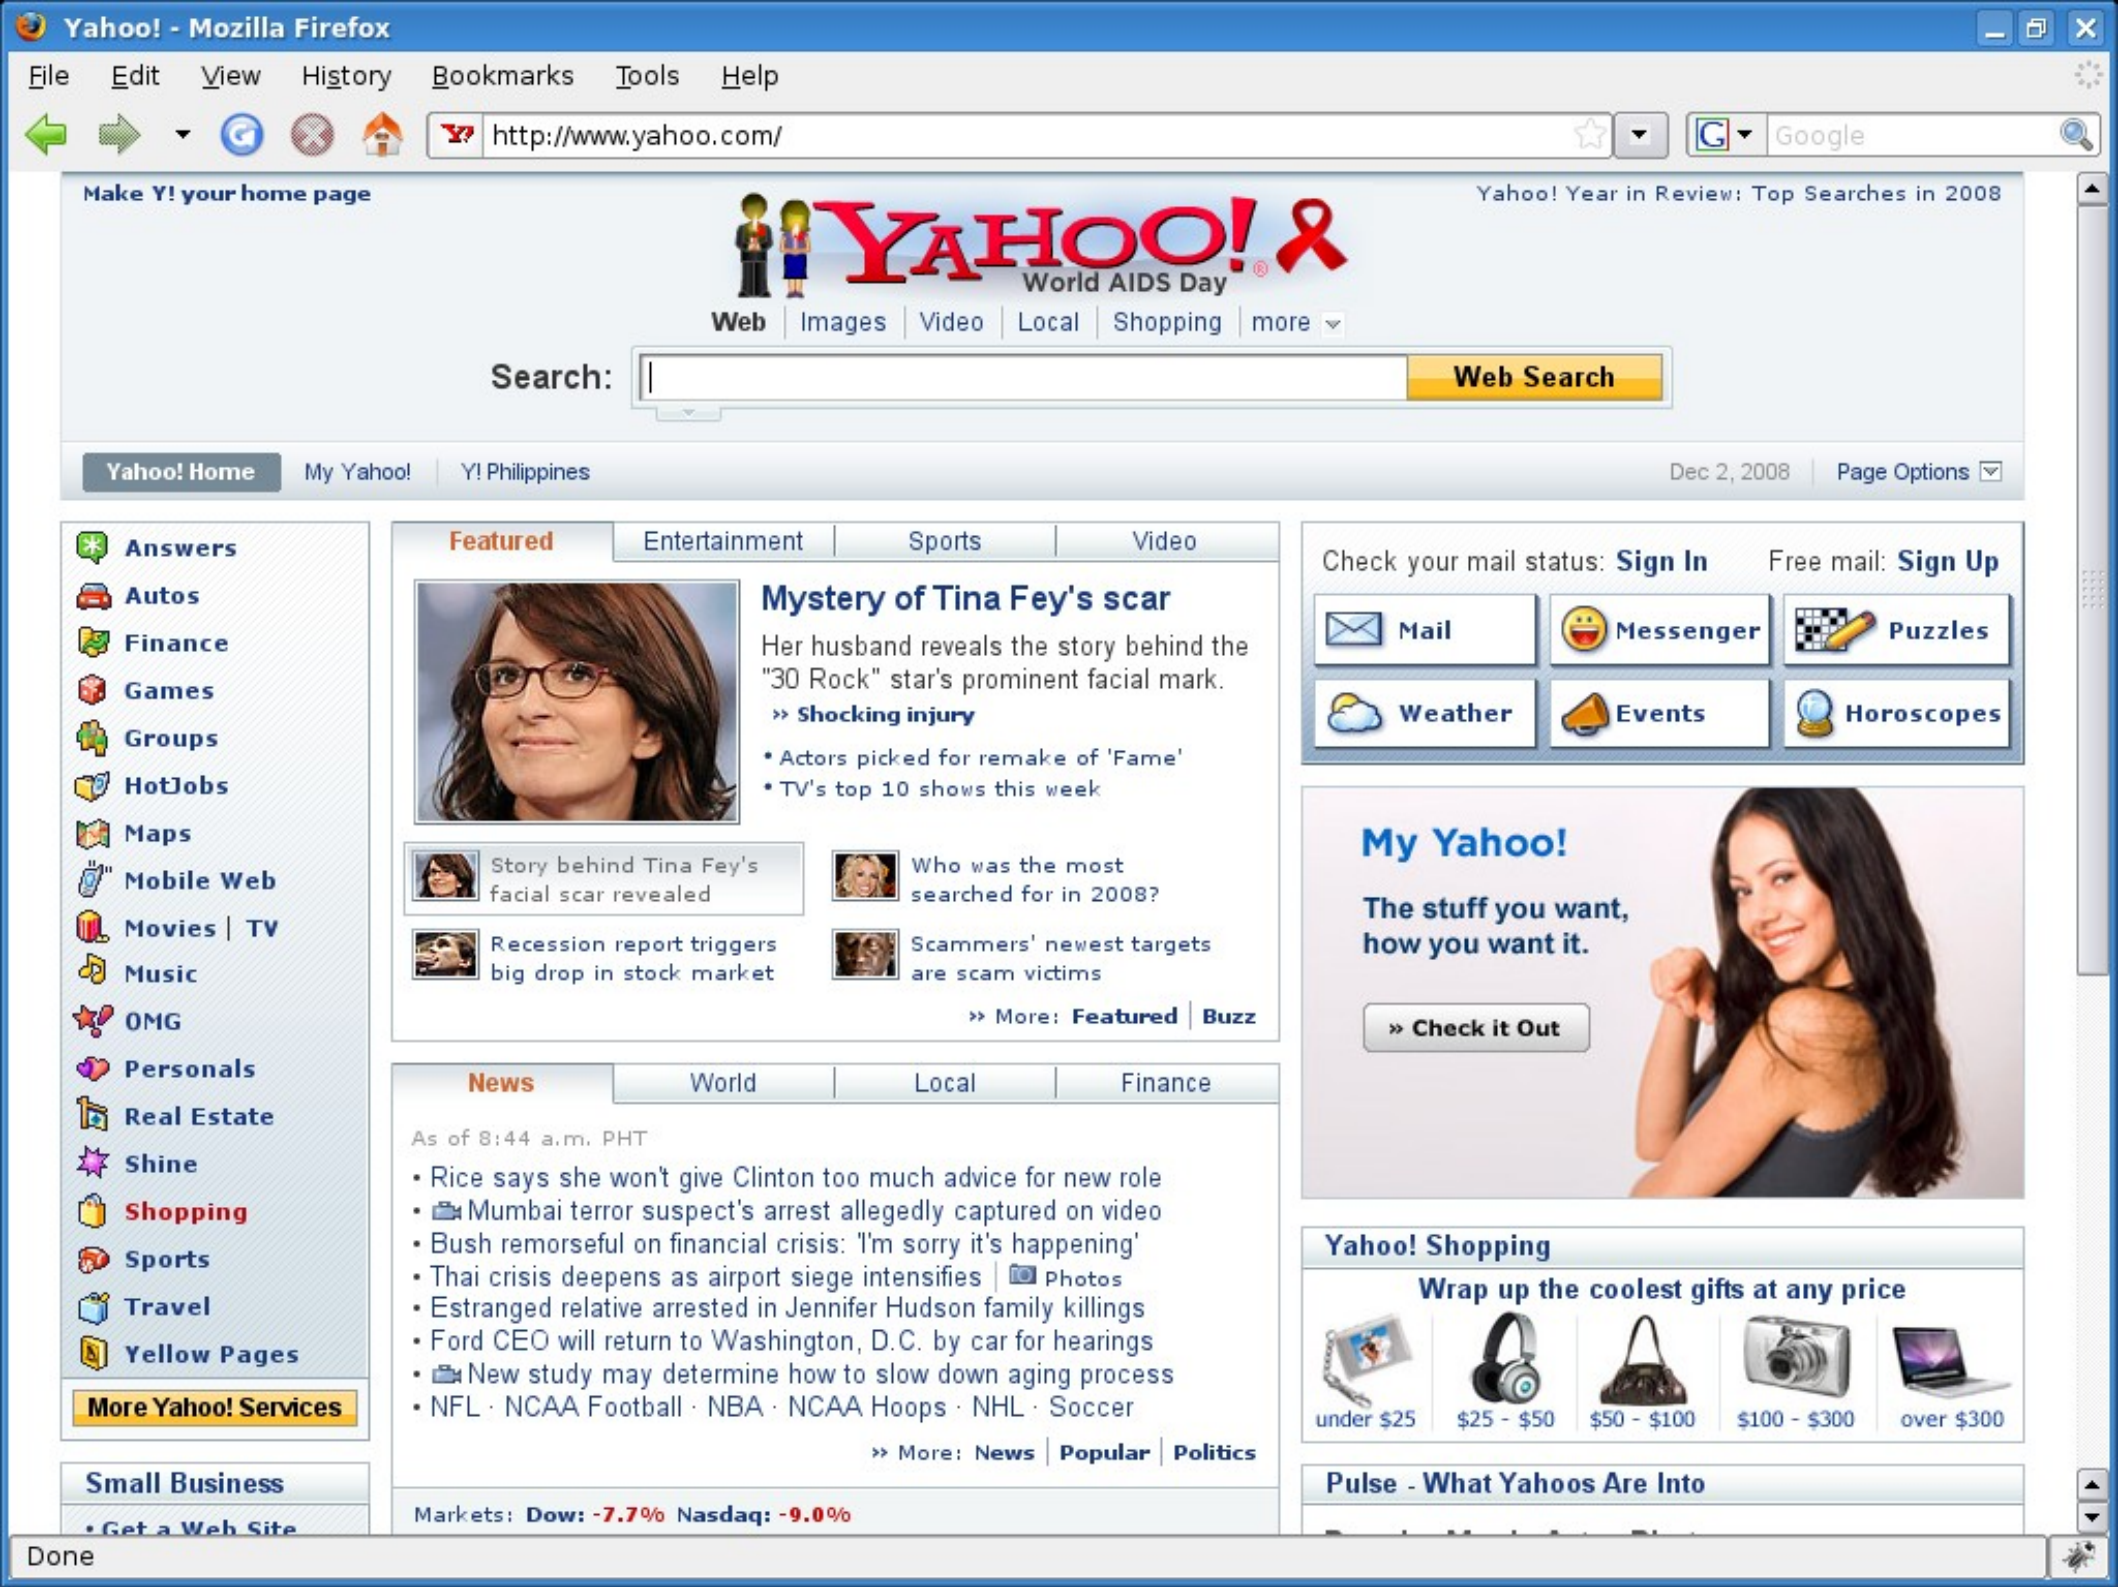 Yahoo! - Mozilla Firefox
File Edit View History Bookmarks Tools Help
http://www.yahoo.com/
Google
Make Y! your home page
Yahoo! Year in Review: Top Searches in 2008
YAHOO!®
World AIDS Day
Web Images Video Local Shopping more
Search:
Web Search
Yahoo! Home My Yahoo! Y! Philippines
Dec 2, 2008 Page Options
Answers
Autos
Finance
Games
Groups
HotJobs
Maps
Mobile Web
Movies | TV
Music
OMG
Personals
Real Estate
Shine
Shopping
Sports
Travel
Yellow Pages
More Yahoo! Services
Small Business
• Get a Web Site
Featured Entertainment Sports Video
Mystery of Tina Fey's scar
Her husband reveals the story behind the
"30 Rock" star's prominent facial mark.
» Shocking injury
• Actors picked for remake of 'Fame'
• TV's top 10 shows this week
Story behind Tina Fey's
facial scar revealed
Who was the most
searched for in 2008?
Recession report triggers
big drop in stock market
Scammers' newest targets
are scam victims
» More: Featured | Buzz
News World Local Finance
As of 8:44 a.m. PHT
• Rice says she won't give Clinton too much advice for new role
• Mumbai terror suspect's arrest allegedly captured on video
• Bush remorseful on financial crisis: 'I'm sorry it's happening'
• Thai crisis deepens as airport siege intensifies | Photos
• Estranged relative arrested in Jennifer Hudson family killings
• Ford CEO will return to Washington, D.C. by car for hearings
• New study may determine how to slow down aging process
• NFL · NCAA Football · NBA · NCAA Hoops · NHL · Soccer
» More: News | Popular | Politics
Markets: Dow: -7.7% Nasdaq: -9.0%
Check your mail status: Sign In Free mail: Sign Up
Mail Messenger Puzzles
Weather Events Horoscopes
My Yahoo!
The stuff you want,
how you want it.
» Check it Out
Yahoo! Shopping
Wrap up the coolest gifts at any price
under $25 $25 - $50 $50 - $100 $100 - $300 over $300
Pulse - What Yahoos Are Into
Done